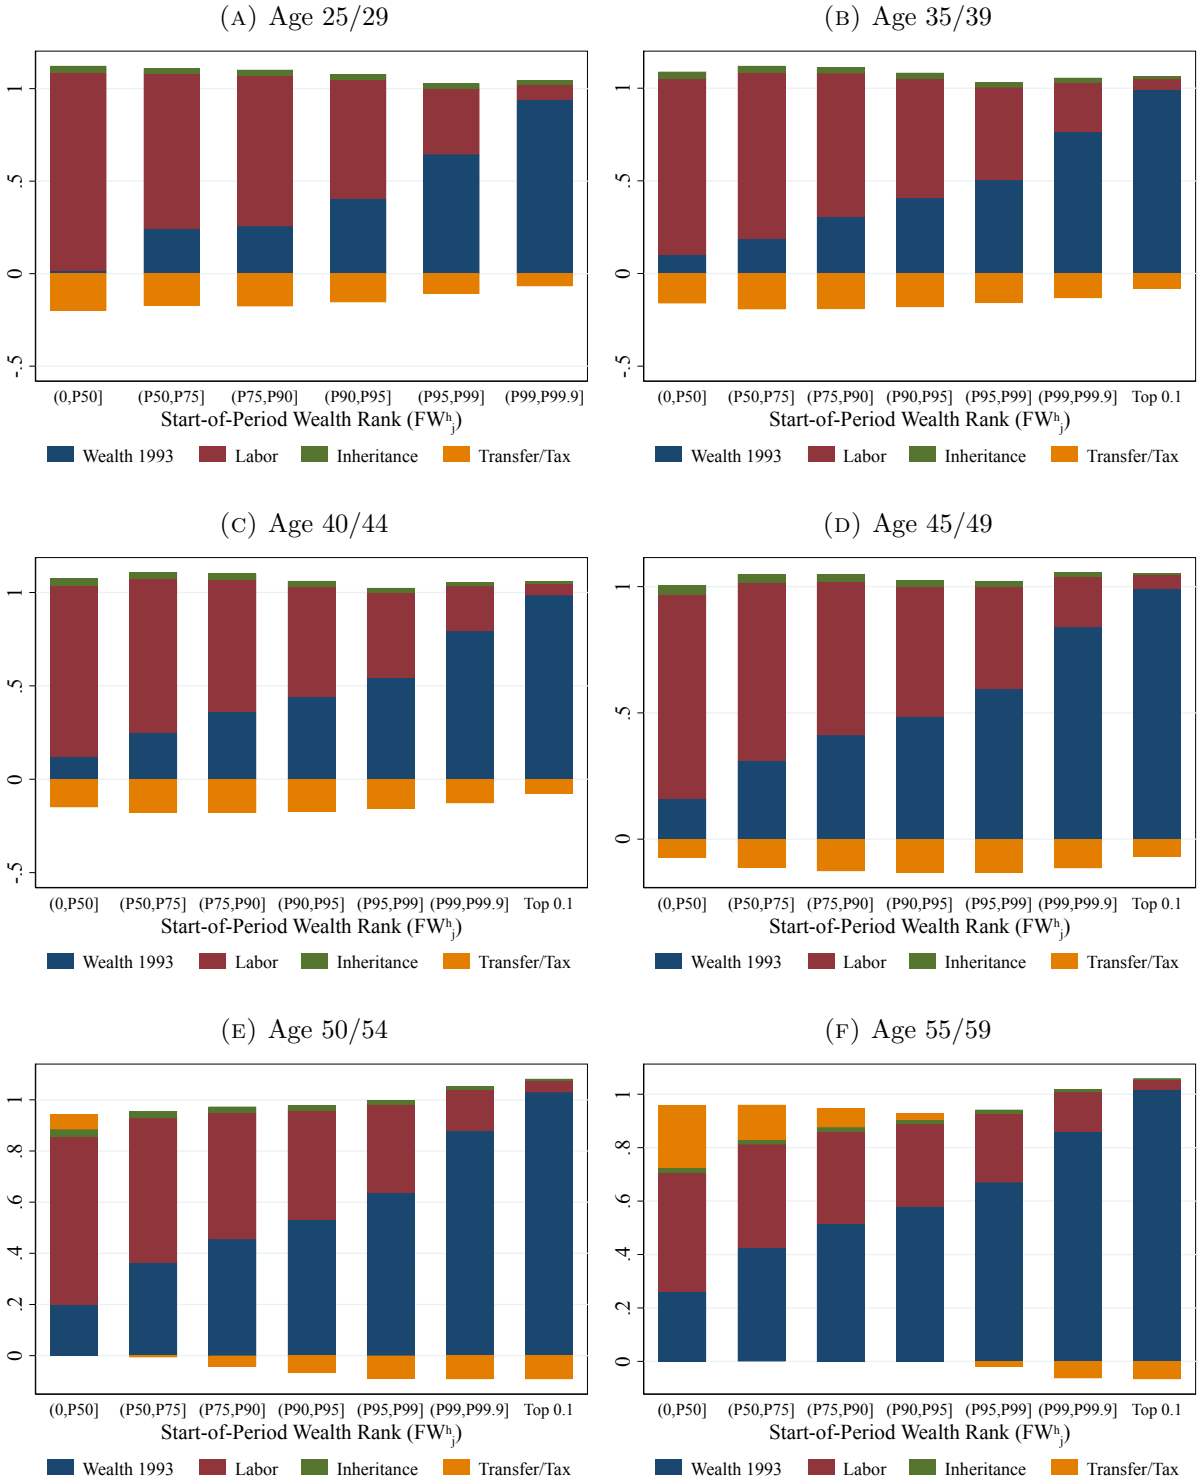 (A) Age 25/29
1
.5
0
-.5
(0,P50] (P50,P75] (P75,P90] (P90,P95] (P95,P99] (P99,P99.9]
Start-of-Period Wealth Rank (FWʰⱼ)
Wealth 1993 Labor Inheritance Transfer/Tax
(B) Age 35/39
1
.5
0
-.5
(0,P50] (P50,P75] (P75,P90] (P90,P95] (P95,P99] (P99,P99.9] Top 0.1
Start-of-Period Wealth Rank (FWʰⱼ)
Wealth 1993 Labor Inheritance Transfer/Tax
(C) Age 40/44
1
.5
0
-.5
(0,P50] (P50,P75] (P75,P90] (P90,P95] (P95,P99] (P99,P99.9] Top 0.1
Start-of-Period Wealth Rank (FWʰⱼ)
Wealth 1993 Labor Inheritance Transfer/Tax
(D) Age 45/49
1
.5
0
(0,P50] (P50,P75] (P75,P90] (P90,P95] (P95,P99] (P99,P99.9] Top 0.1
Start-of-Period Wealth Rank (FWʰⱼ)
Wealth 1993 Labor Inheritance Transfer/Tax
(E) Age 50/54
1
.8
.6
.4
.2
0
(0,P50] (P50,P75] (P75,P90] (P90,P95] (P95,P99] (P99,P99.9] Top 0.1
Start-of-Period Wealth Rank (FWʰⱼ)
Wealth 1993 Labor Inheritance Transfer/Tax
(F) Age 55/59
1
.8
.6
.4
.2
0
(0,P50] (P50,P75] (P75,P90] (P90,P95] (P95,P99] (P99,P99.9] Top 0.1
Start-of-Period Wealth Rank (FWʰⱼ)
Wealth 1993 Labor Inheritance Transfer/Tax